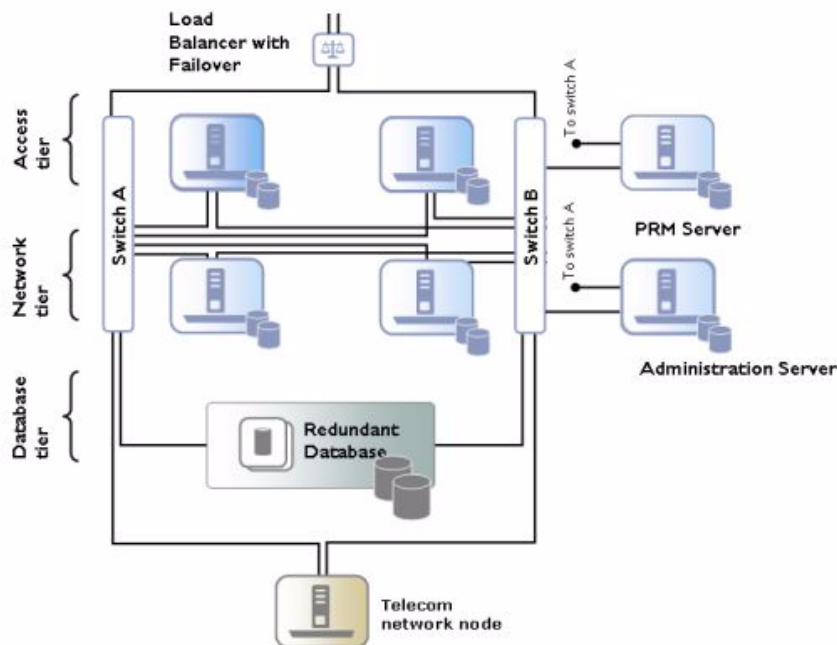 Load
Balancer with
Failover
Access
tier
Switch A
Switch B
To switch A
PRM Server
Network
tier
To switch A
Administration Server
Database
tier
Redundant
Database
Telecom
network node